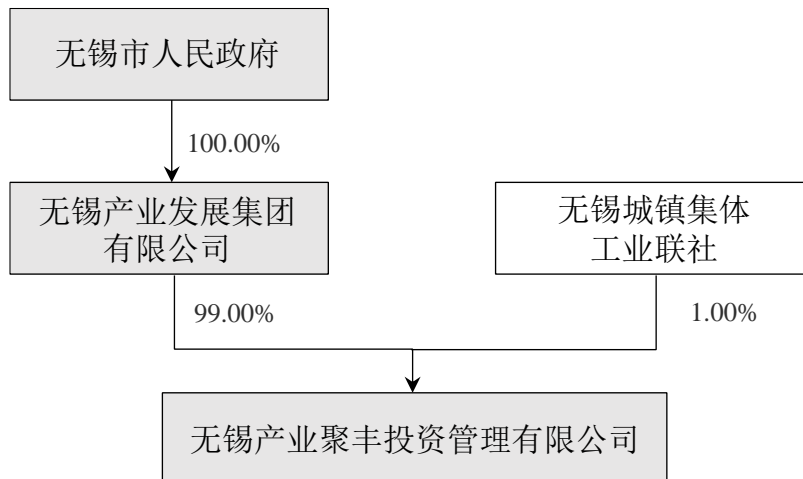 无锡市人民政府
100.00%
无锡产业发展集团
有限公司
无锡城镇集体
工业联社
99.00%
1.00%
无锡产业聚丰投资管理有限公司